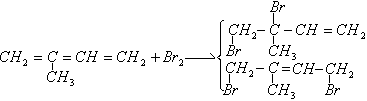 CH₂=C=CH=CH₂+Br₂⟶
CH₃
Br
CH₂−C−CH=CH₂
Br CH₃
CH₂−C=CH−CH₂
Br CH₃ Br